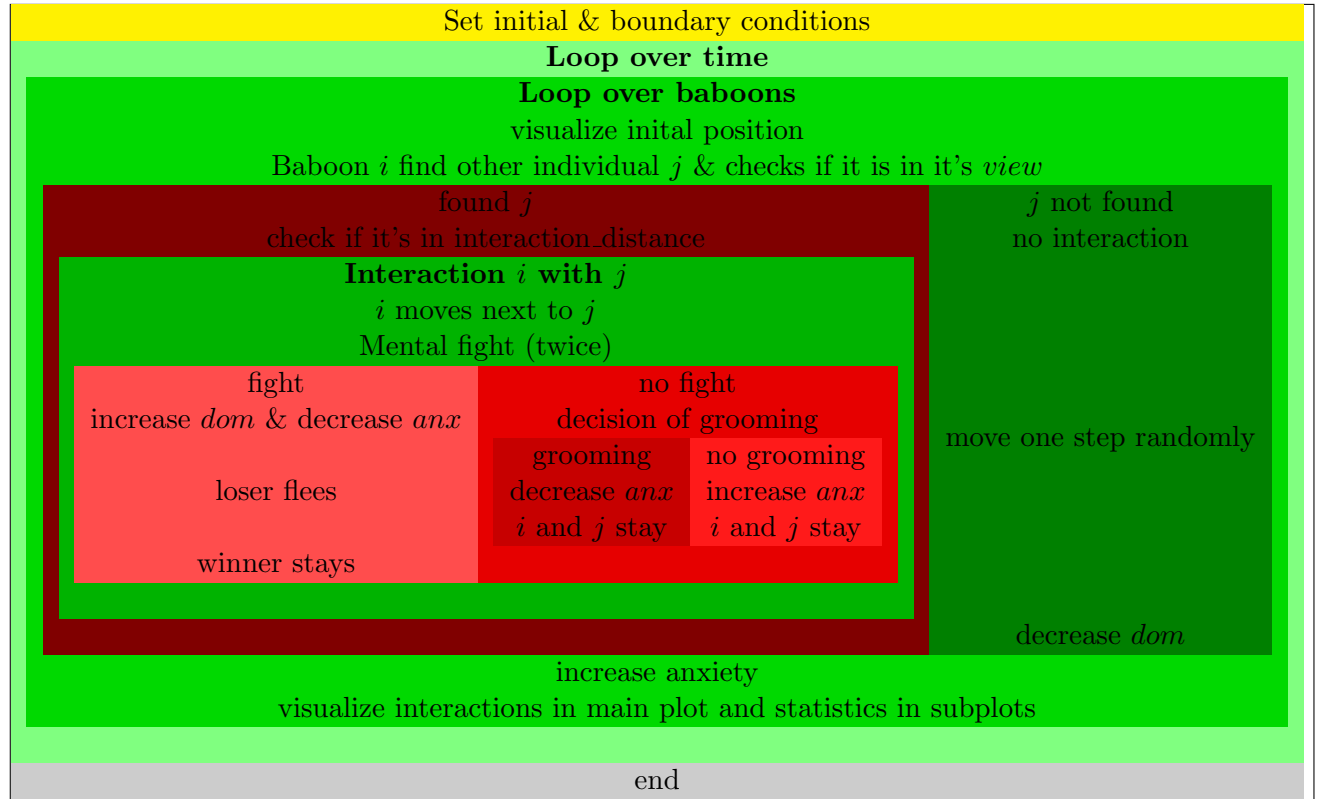 Set initial & boundary conditions
Loop over time
Loop over baboons
visualize inital position
Baboon i find other individual j & checks if it is in it's view
found j
check if it's in interaction_distance
j not found
no interaction
Interaction i with j
i moves next to j
Mental fight (twice)
fight
increase dom & decrease anx
loser flees
winner stays
no fight
decision of grooming
grooming
decrease anx
i and j stay
no grooming
increase anx
i and j stay
move one step randomly
decrease dom
increase anxiety
visualize interactions in main plot and statistics in subplots
end